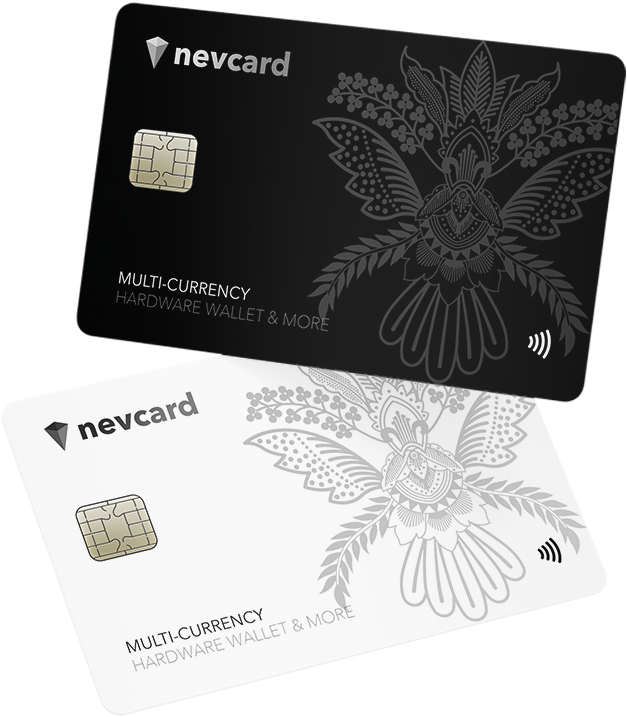 nevcard
MULTI-CURRENCY
HARDWARE WALLET & MORE
nevcard
MULTI-CURRENCY
HARDWARE WALLET & MORE